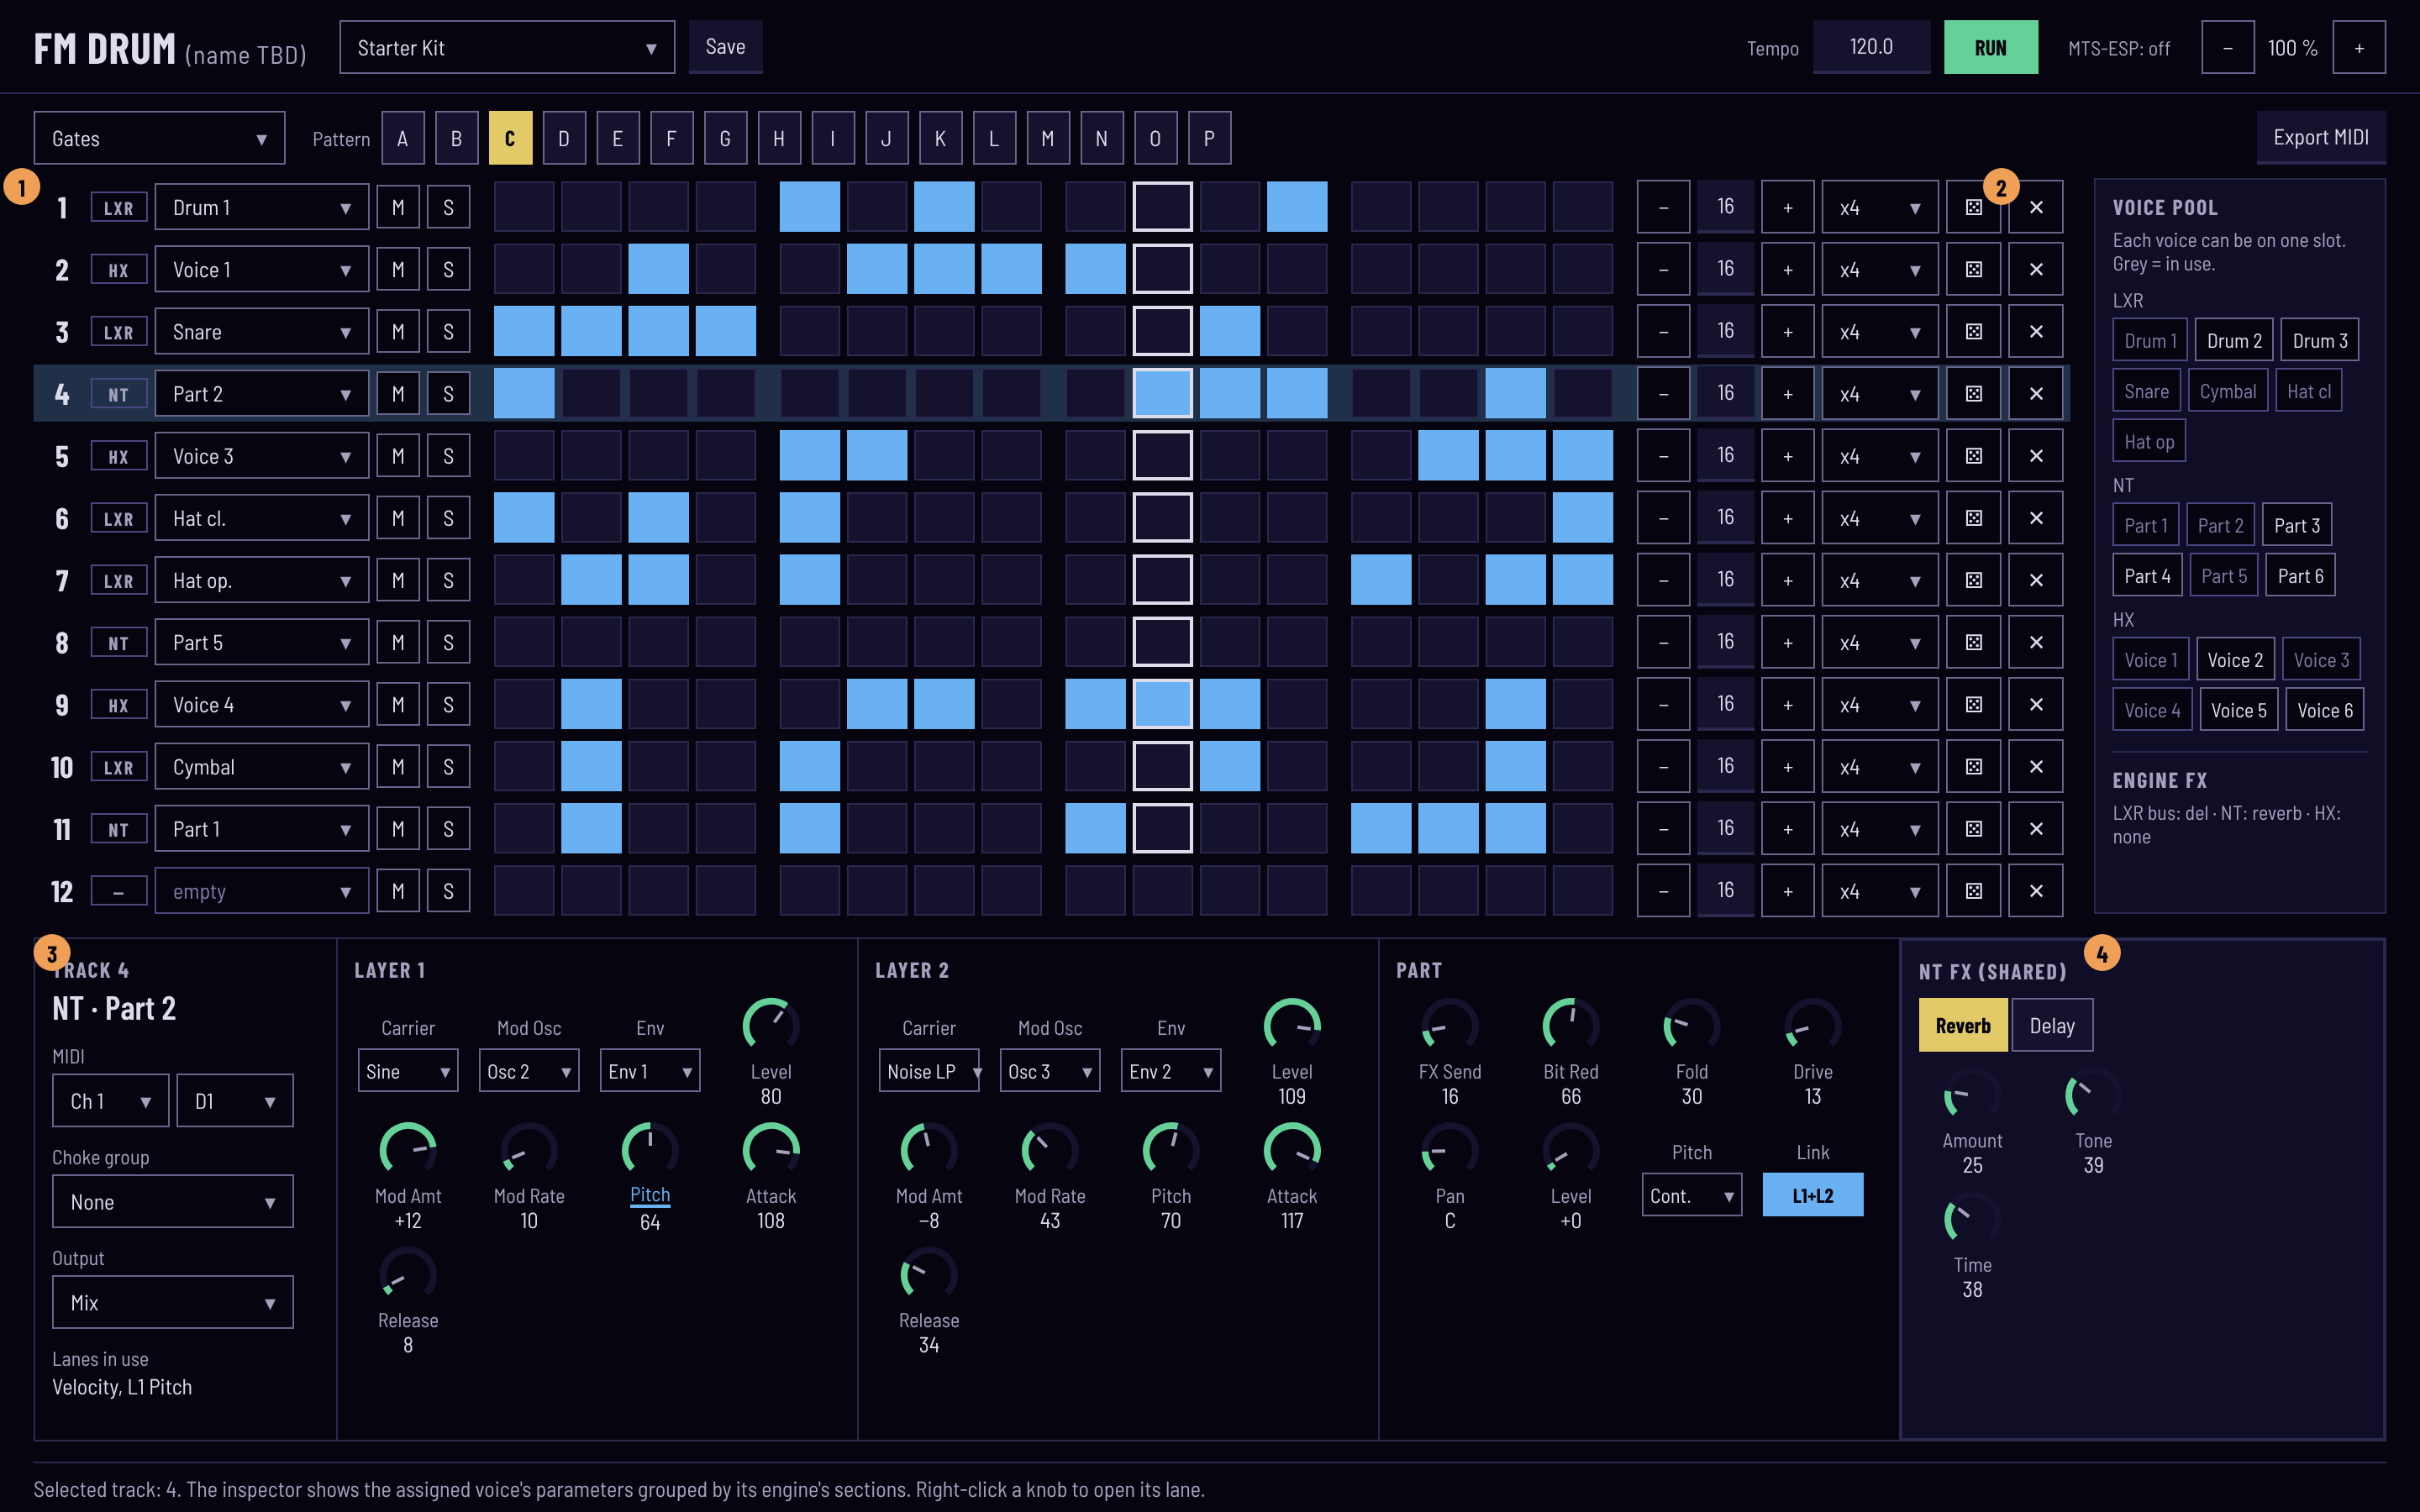 FM DRUM (name TBD) Starter Kit ▼ Save Tempo 120.0 RUN MTS-ESP: off − 100 % +
Gates ▼ Pattern A B C D E F G H I J K L M N O P Export MIDI
1 2
1 LXR Drum 1 ▼ M S − 16 + x4 ▼ ✕
2 HX Voice 1 ▼ M S − 16 + x4 ▼ ✕
3 LXR Snare ▼ M S − 16 + x4 ▼ ✕
4 NT Part 2 ▼ M S − 16 + x4 ▼ ✕
5 HX Voice 3 ▼ M S − 16 + x4 ▼ ✕
6 LXR Hat cl. ▼ M S − 16 + x4 ▼ ✕
7 LXR Hat op. ▼ M S − 16 + x4 ▼ ✕
8 NT Part 5 ▼ M S − 16 + x4 ▼ ✕
9 HX Voice 4 ▼ M S − 16 + x4 ▼ ✕
10 LXR Cymbal ▼ M S − 16 + x4 ▼ ✕
11 NT Part 1 ▼ M S − 16 + x4 ▼ ✕
12 – empty ▼ M S − 16 + x4 ▼ ✕
VOICE POOL
Each voice can be on one slot.
Grey = in use.
LXR
Drum 1 Drum 2 Drum 3
Snare Cymbal Hat cl
Hat op
NT
Part 1 Part 2 Part 3
Part 4 Part 5 Part 6
HX
Voice 1 Voice 2 Voice 3
Voice 4 Voice 5 Voice 6
ENGINE FX
LXR bus: del · NT: reverb · HX:
none
3
TRACK 4
NT · Part 2
MIDI
Ch 1 ▼ D1 ▼
Choke group
None ▼
Output
Mix ▼
Lanes in use
Velocity, L1 Pitch
LAYER 1
Carrier Mod Osc Env
Sine ▼ Osc 2 ▼ Env 1 ▼ Level
80
Mod Amt Mod Rate Pitch Attack
+12 10 64 108
Release
8
LAYER 2
Carrier Mod Osc Env
Noise LP ▼ Osc 3 ▼ Env 2 ▼ Level
109
Mod Amt Mod Rate Pitch Attack
−8 43 70 117
Release
34
PART
FX Send Bit Red Fold Drive
16 66 30 13
Pitch Link
Pan Level Cont. ▼ L1+L2
C +0
4
NT FX (SHARED)
Reverb Delay
Amount Tone
25 39
Time
38
Selected track: 4. The inspector shows the assigned voice's parameters grouped by its engine's sections. Right-click a knob to open its lane.